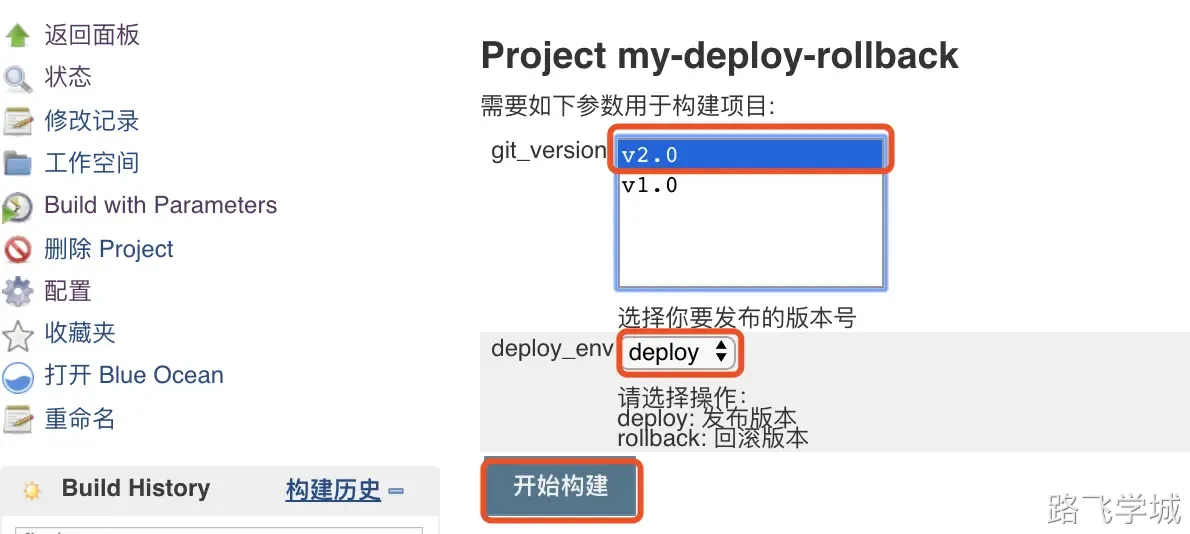 返回面板
状态
修改记录
工作空间
Build with Parameters
删除 Project
配置
收藏夹
打开 Blue Ocean
重命名
Build History 构建历史
Project my-deploy-rollback
需要如下参数用于构建项目:
git_version
v2.0
v1.0
选择你要发布的版本号
deploy_env deploy
请选择操作:
deploy: 发布版本
rollback: 回滚版本
开始构建
路飞学城